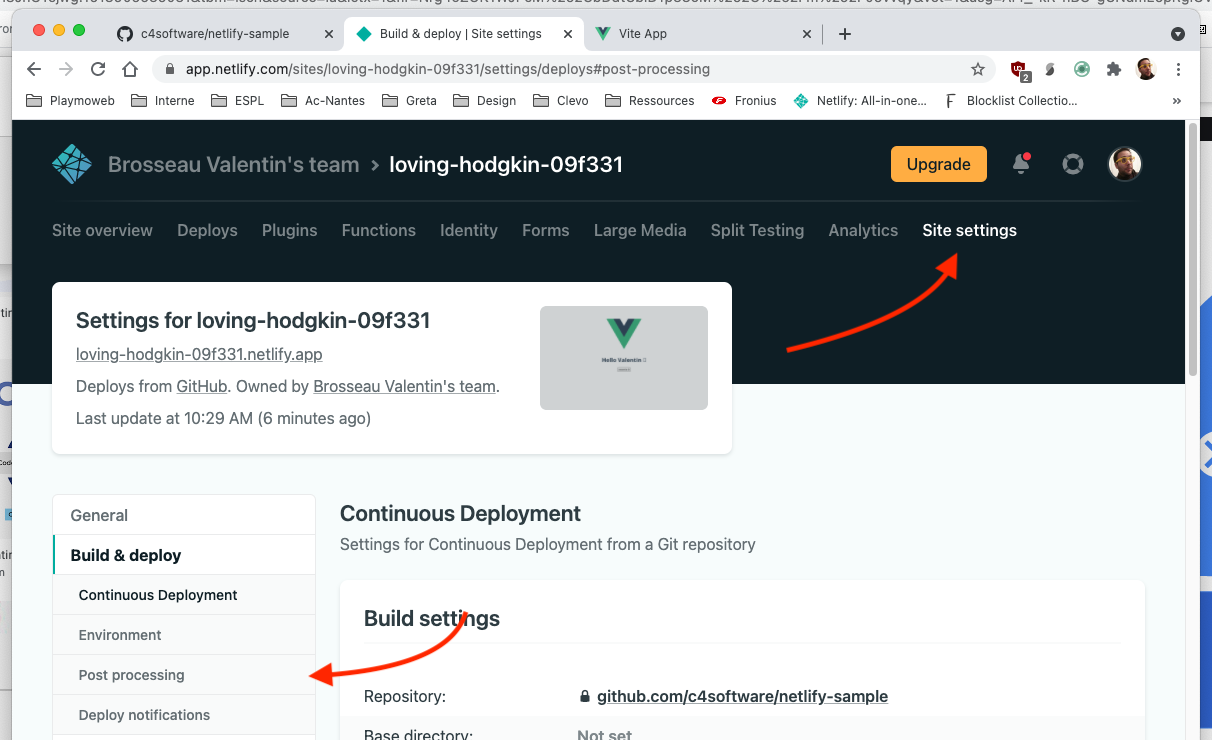 c4software/netlify-sample
Build & deploy | Site settings
Vite App
app.netlify.com/sites/loving-hodgkin-09f331/settings/deploys#post-processing
2
Playmoweb
Interne
ESPL
Ac-Nantes
Greta
Design
Clevo
Ressources
Fronius
Netlify: All-in-one...
Blocklist Collectio...
»
Brosseau Valentin's team > loving-hodgkin-09f331
Upgrade
Site overview
Deploys
Plugins
Functions
Identity
Forms
Large Media
Split Testing
Analytics
Site settings
Settings for loving-hodgkin-09f331
loving-hodgkin-09f331.netlify.app
Deploys from GitHub. Owned by Brosseau Valentin's team.
Last update at 10:29 AM (6 minutes ago)
Hello Valentin
General
Build & deploy
Continuous Deployment
Environment
Post processing
Deploy notifications
Continuous Deployment
Settings for Continuous Deployment from a Git repository
Build settings
Repository:
github.com/c4software/netlify-sample
Base directory:
Not set